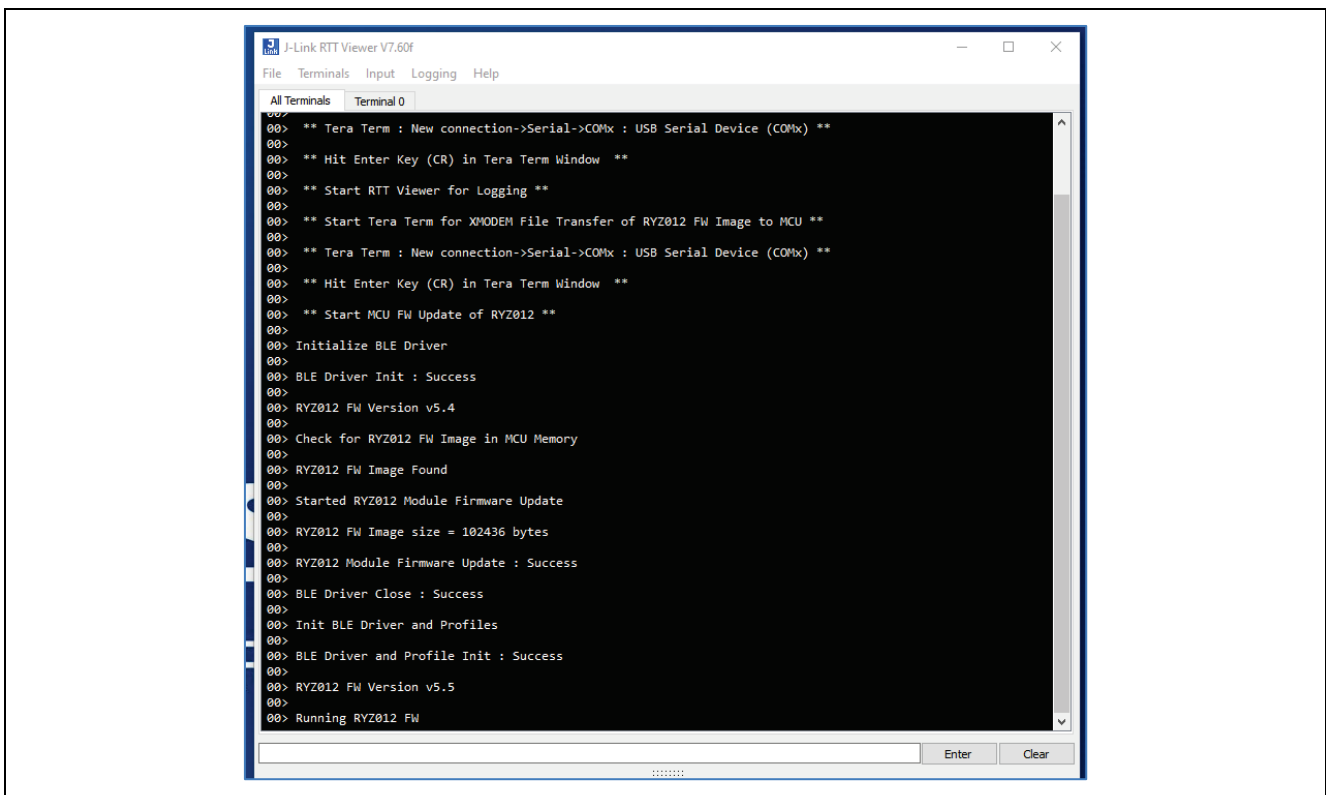 J-Link RTT Viewer V7.60f
File Terminals Input Logging Help
All Terminals Terminal 0
00>
00> ** Tera Term : New connection->Serial->COMx : USB Serial Device (COMx) **
00>
00> ** Hit Enter Key (CR) in Tera Term Window **
00>
00> ** Start RTT Viewer for Logging **
00>
00> ** Start Tera Term for XMODEM File Transfer of RYZ012 FW Image to MCU **
00>
00> ** Tera Term : New connection->Serial->COMx : USB Serial Device (COMx) **
00>
00> ** Hit Enter Key (CR) in Tera Term Window **
00>
00> ** Start MCU FW Update of RYZ012 **
00>
00> Initialize BLE Driver
00>
00> BLE Driver Init : Success
00>
00> RYZ012 FW Version v5.4
00>
00> Check for RYZ012 FW Image in MCU Memory
00>
00> RYZ012 FW Image Found
00>
00> Started RYZ012 Module Firmware Update
00>
00> RYZ012 FW Image size = 102436 bytes
00>
00> RYZ012 Module Firmware Update : Success
00>
00> BLE Driver Close : Success
00>
00> Init BLE Driver and Profiles
00>
00> BLE Driver and Profile Init : Success
00>
00> RYZ012 FW Version v5.5
00>
00> Running RYZ012 FW
Enter Clear